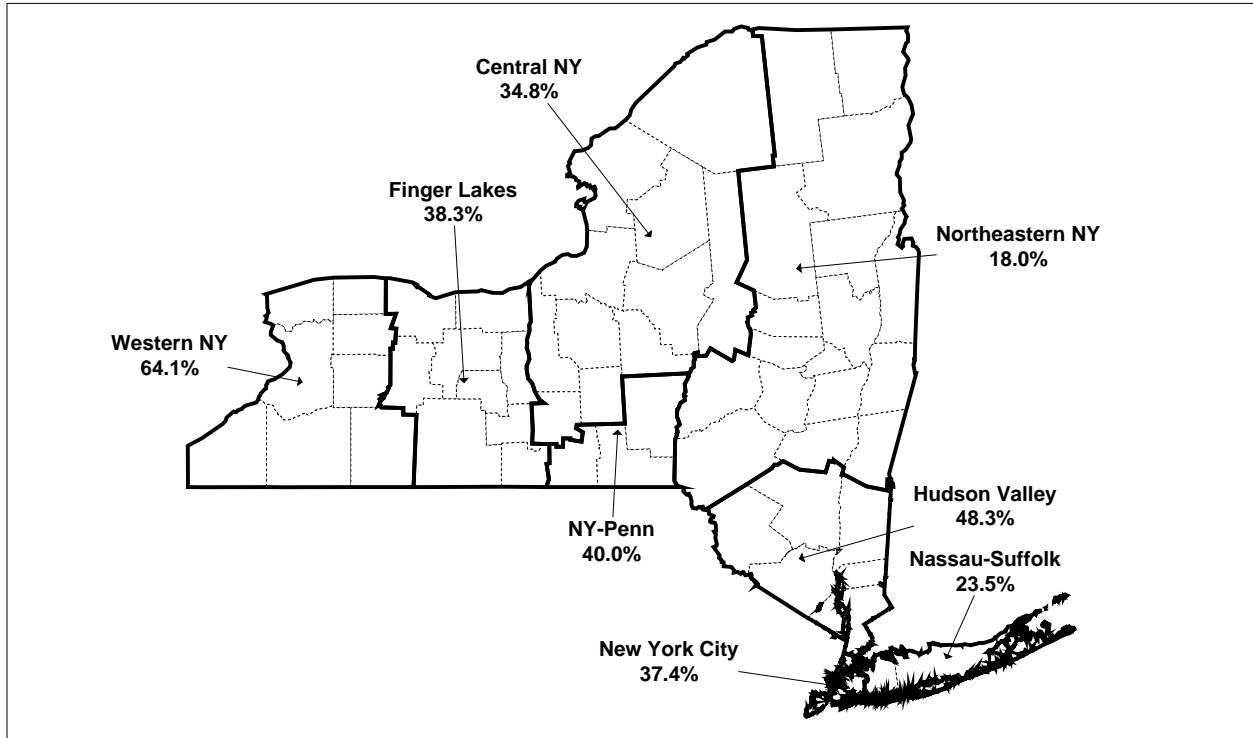 Central NY
34.8%
Finger Lakes
38.3%
Northeastern NY
18.0%
Western NY
64.1%
Hudson Valley
48.3%
NY-Penn
40.0%
Nassau-Suffolk
23.5%
New York City
37.4%